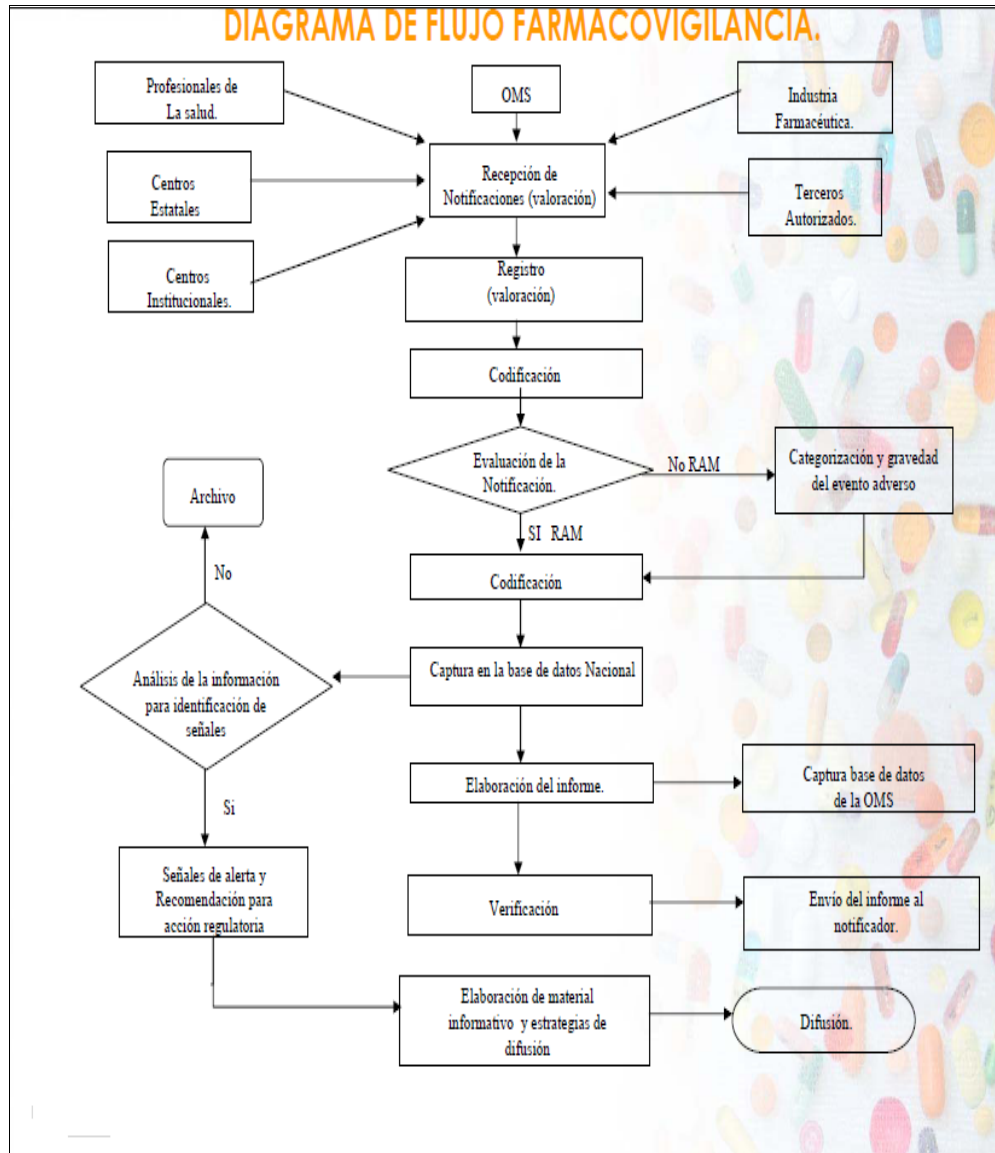 DIAGRAMA DE FLUJO FARMACOVIGILANCIA.
Profesionales de
La salud.
OMS
Industria
Farmacéutica.
Centros
Estatales
Recepción de
Notificaciones (valoración)
Terceros
Autorizados.
Centros
Institucionales.
Registro
(valoración)
Codificación
Evaluación de la
Notificación.
No RAM
Categorización y gravedad
del evento adverso
Archivo
SI RAM
No
Codificación
Análisis de la información
para identificación de
señales
Captura en la base de datos Nacional
Elaboración del informe.
Captura base de datos
de la OMS
Si
Señales de alerta y
Recomendación para
acción regulatoria
Verificación
Envío del informe al
notificador.
Elaboración de material
informativo y estrategias de
difusión
Difusión.